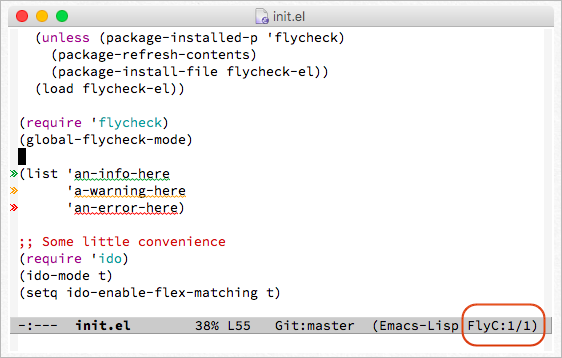 init.el
(unless (package-installed-p 'flycheck)
(package-refresh-contents)
(package-install-file flycheck-el))
(load flycheck-el))
(require 'flycheck)
(global-flycheck-mode)
(list 'an-info-here
'a-warning-here
'an-error-here)
;; Some little convenience
(require 'ido)
(ido-mode t)
(setq ido-enable-flex-matching t)
-:--- init.el 38% L55 Git:master (Emacs-Lisp FlyC:1/1)